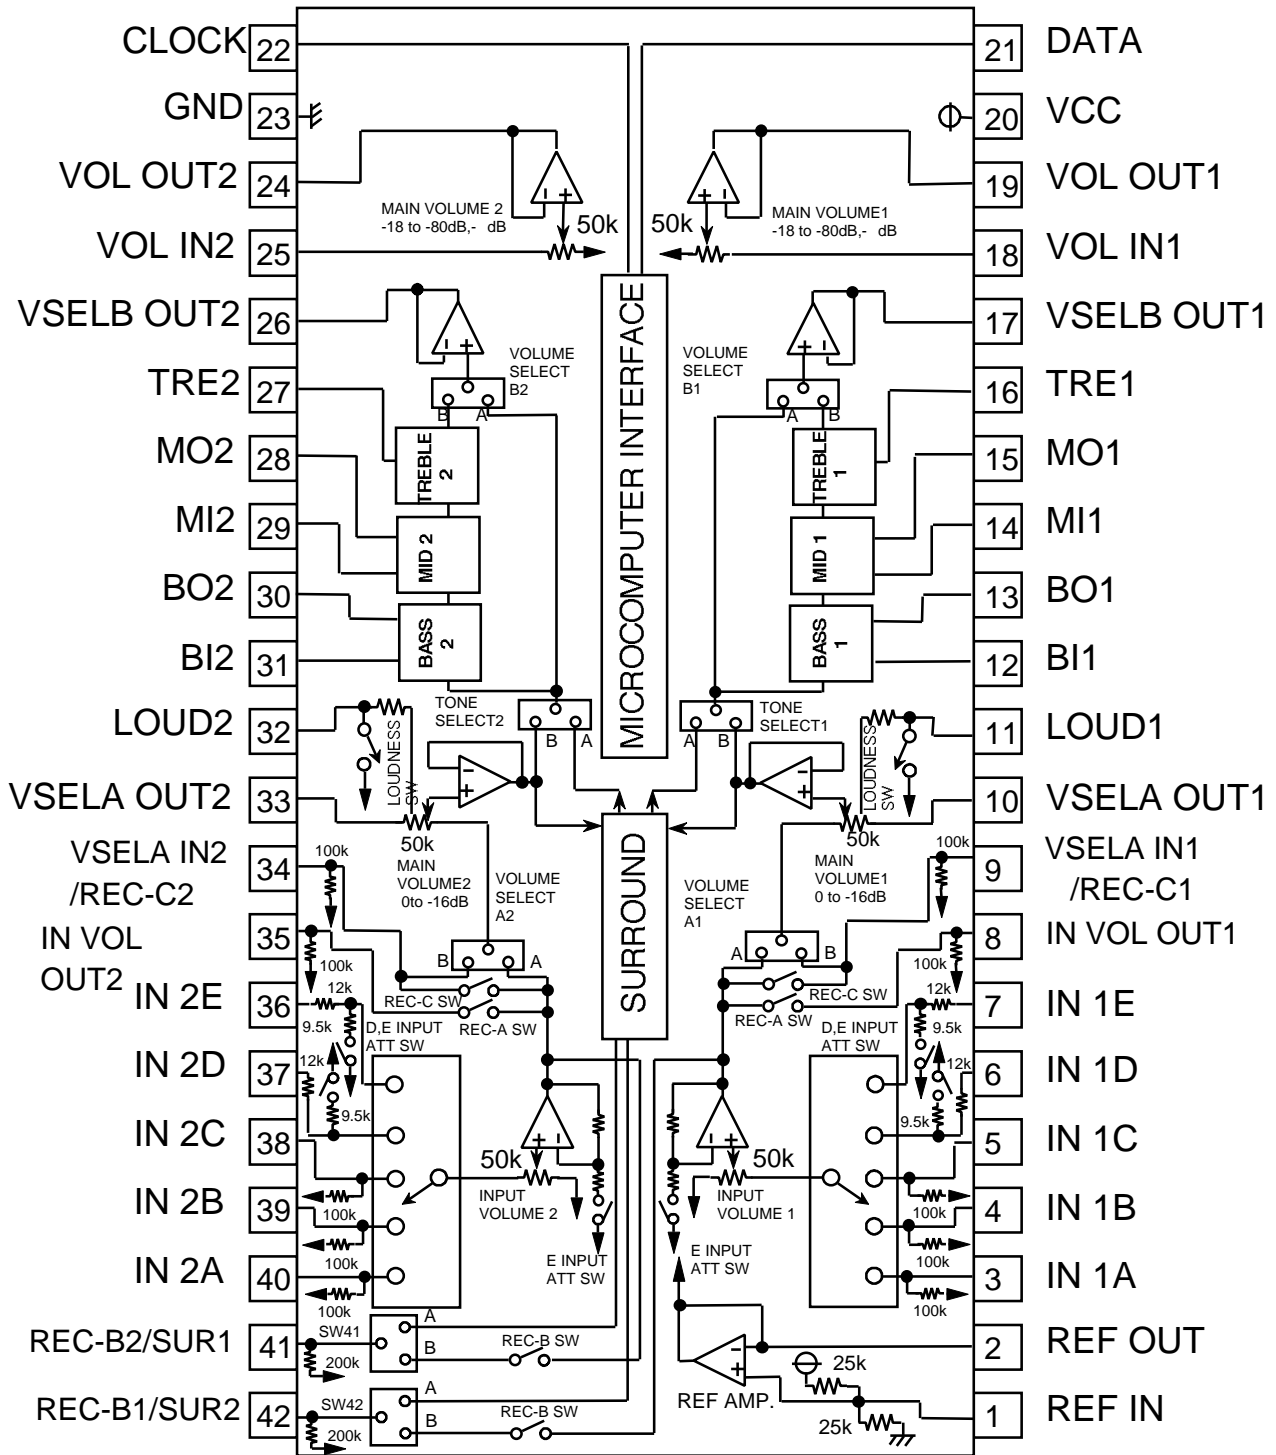 CLOCK 22
21 DATA
GND 23
20 VCC
VOL OUT2 24
19 VOL OUT1
MAIN VOLUME 2
-18 to -80dB,- dB
50k
50k
MAIN VOLUME1
-18 to -80dB,- dB
VOL IN2 25
18 VOL IN1
VSELB OUT2 26
17 VSELB OUT1
VOLUME
SELECT
B2
VOLUME
SELECT
B1
B A
A B
TRE2 27
16 TRE1
TREBLE
2
TREBLE
1
MO2 28
15 MO1
MI2 29
14 MI1
MID 2
MID 1
MICROCOMPUTER INTERFACE
BO2 30
13 BO1
BASS
2
BASS
1
BI2 31
12 BI1
TONE
SELECT2
B A
A B
TONE
SELECT1
LOUD2 32
11 LOUD1
LOUDNESS
SW
LOUDNESS
SW
VSELA OUT2 33
10 VSELA OUT1
50k
50k
VSELA IN2
/REC-C2
34
100k
MAIN
VOLUME2
0to -16dB
VOLUME
SELECT
A2
VOLUME
SELECT
A1
MAIN
VOLUME1
0 to -16dB
100k
9
VSELA IN1
/REC-C1
SURROUND
IN VOL
OUT2
35
100k
B A
A B
100k
8 IN VOL OUT1
REC-C SW
REC-A SW
REC-C SW
REC-A SW
IN 2E 36
12k
9.5k
D,E INPUT
ATT SW
D,E INPUT
ATT SW
12k
9.5k
7 IN 1E
IN 2D 37
12k
9.5k
12k
9.5k
6 IN 1D
IN 2C 38
100k
100k
5 IN 1C
50k
50k
INPUT
VOLUME 2
INPUT
VOLUME 1
IN 2B 39
100k
100k
4 IN 1B
E INPUT
ATT SW
E INPUT
ATT SW
IN 2A 40
100k
100k
3 IN 1A
REC-B2/SUR1 41
SW41
200k
A
B
REC-B SW
2 REF OUT
REF AMP.
25k
25k
REC-B1/SUR2 42
SW42
200k
A
B
REC-B SW
1 REF IN